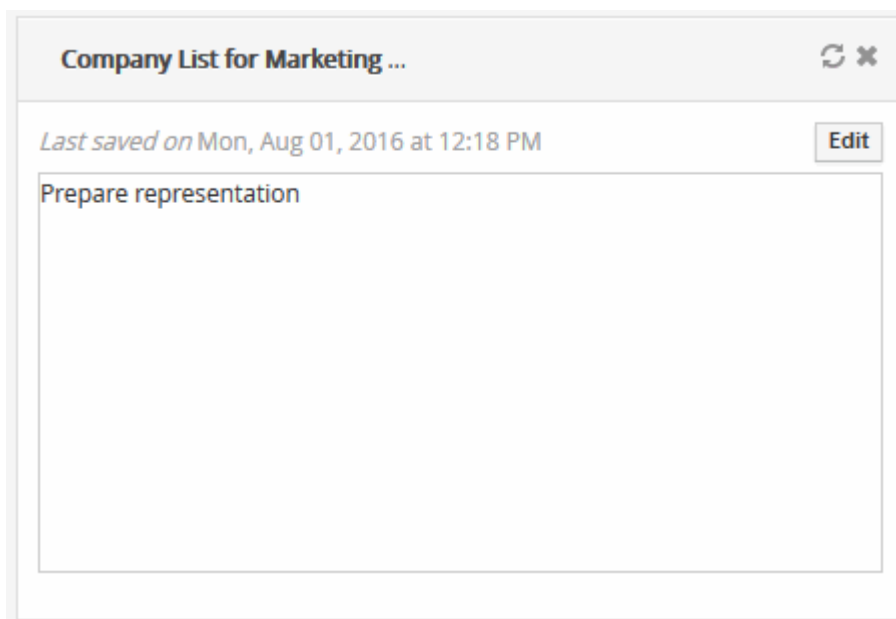 Company List for Marketing ...
Last saved on Mon, Aug 01, 2016 at 12:18 PM
Edit
Prepare representation